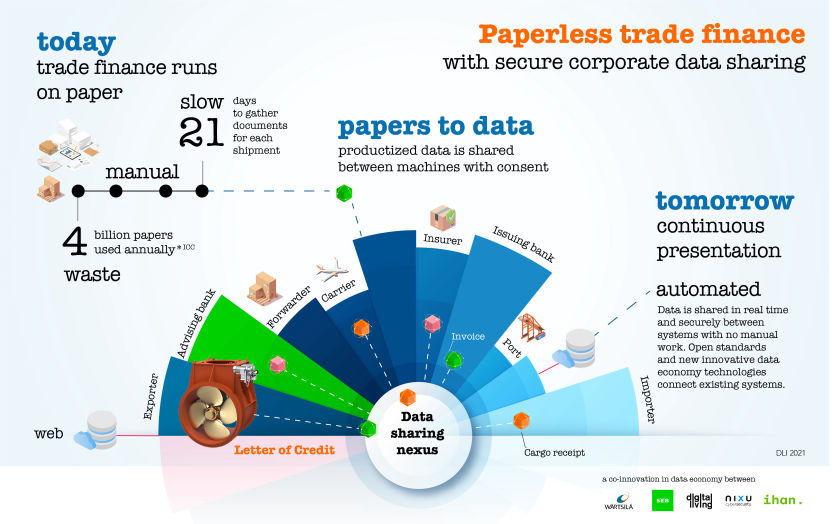 today
trade finance runs
on paper
Paperless trade finance
with secure corporate data sharing
slow
21
days
to gather
documents
for each
shipment
manual
papers to data
productized data is shared
between machines with consent
4
billion papers
used annually *ICC
waste
tomorrow
continuous
presentation
automated
Data is shared in real time
and securely between
systems with no manual
work. Open standards
and new innovative data
economy technologies
connect existing systems.
web
Exporter
Advising bank
Forwarder
Carrier
Insurer
Issuing bank
Port
Importer
Invoice
Letter of Credit
Data
sharing
nexus
Cargo receipt
DLI 2021
a co-innovation in data economy between
WÄRTSILÄ
SEB
digital
living
nixu
cybersecurity
ihan.